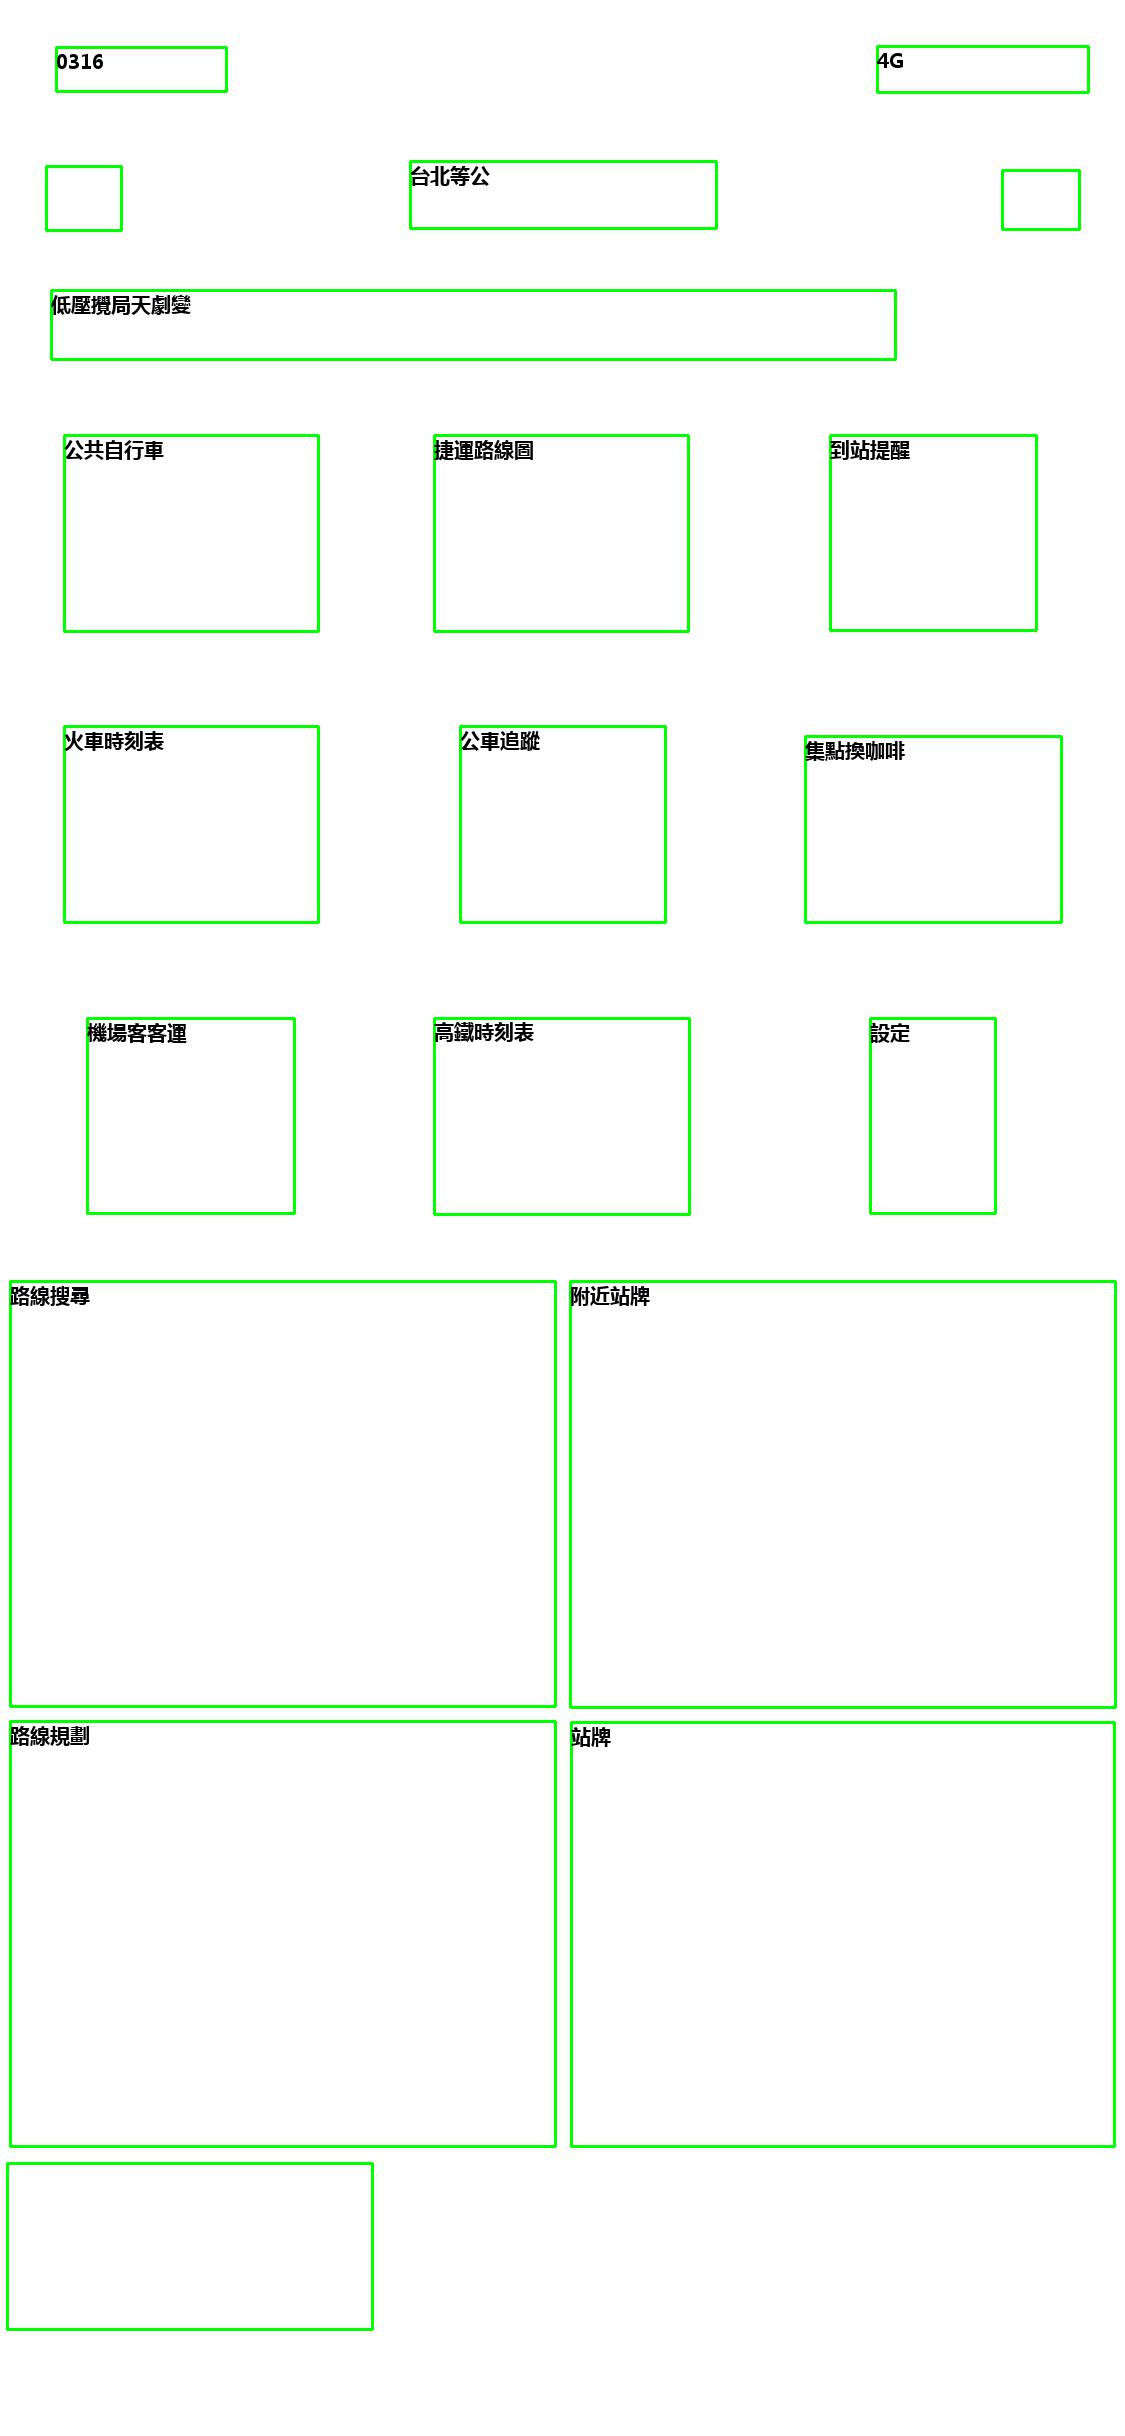 0316
4G
台北等公
低壓攪局天劇變
公共自行車
捷運路線圖
到站提醒
火車時刻表
公車追蹤
集點換咖啡
機場客客運
高鐵時刻表
設定
路線搜尋
附近站牌
路線規劃
站牌